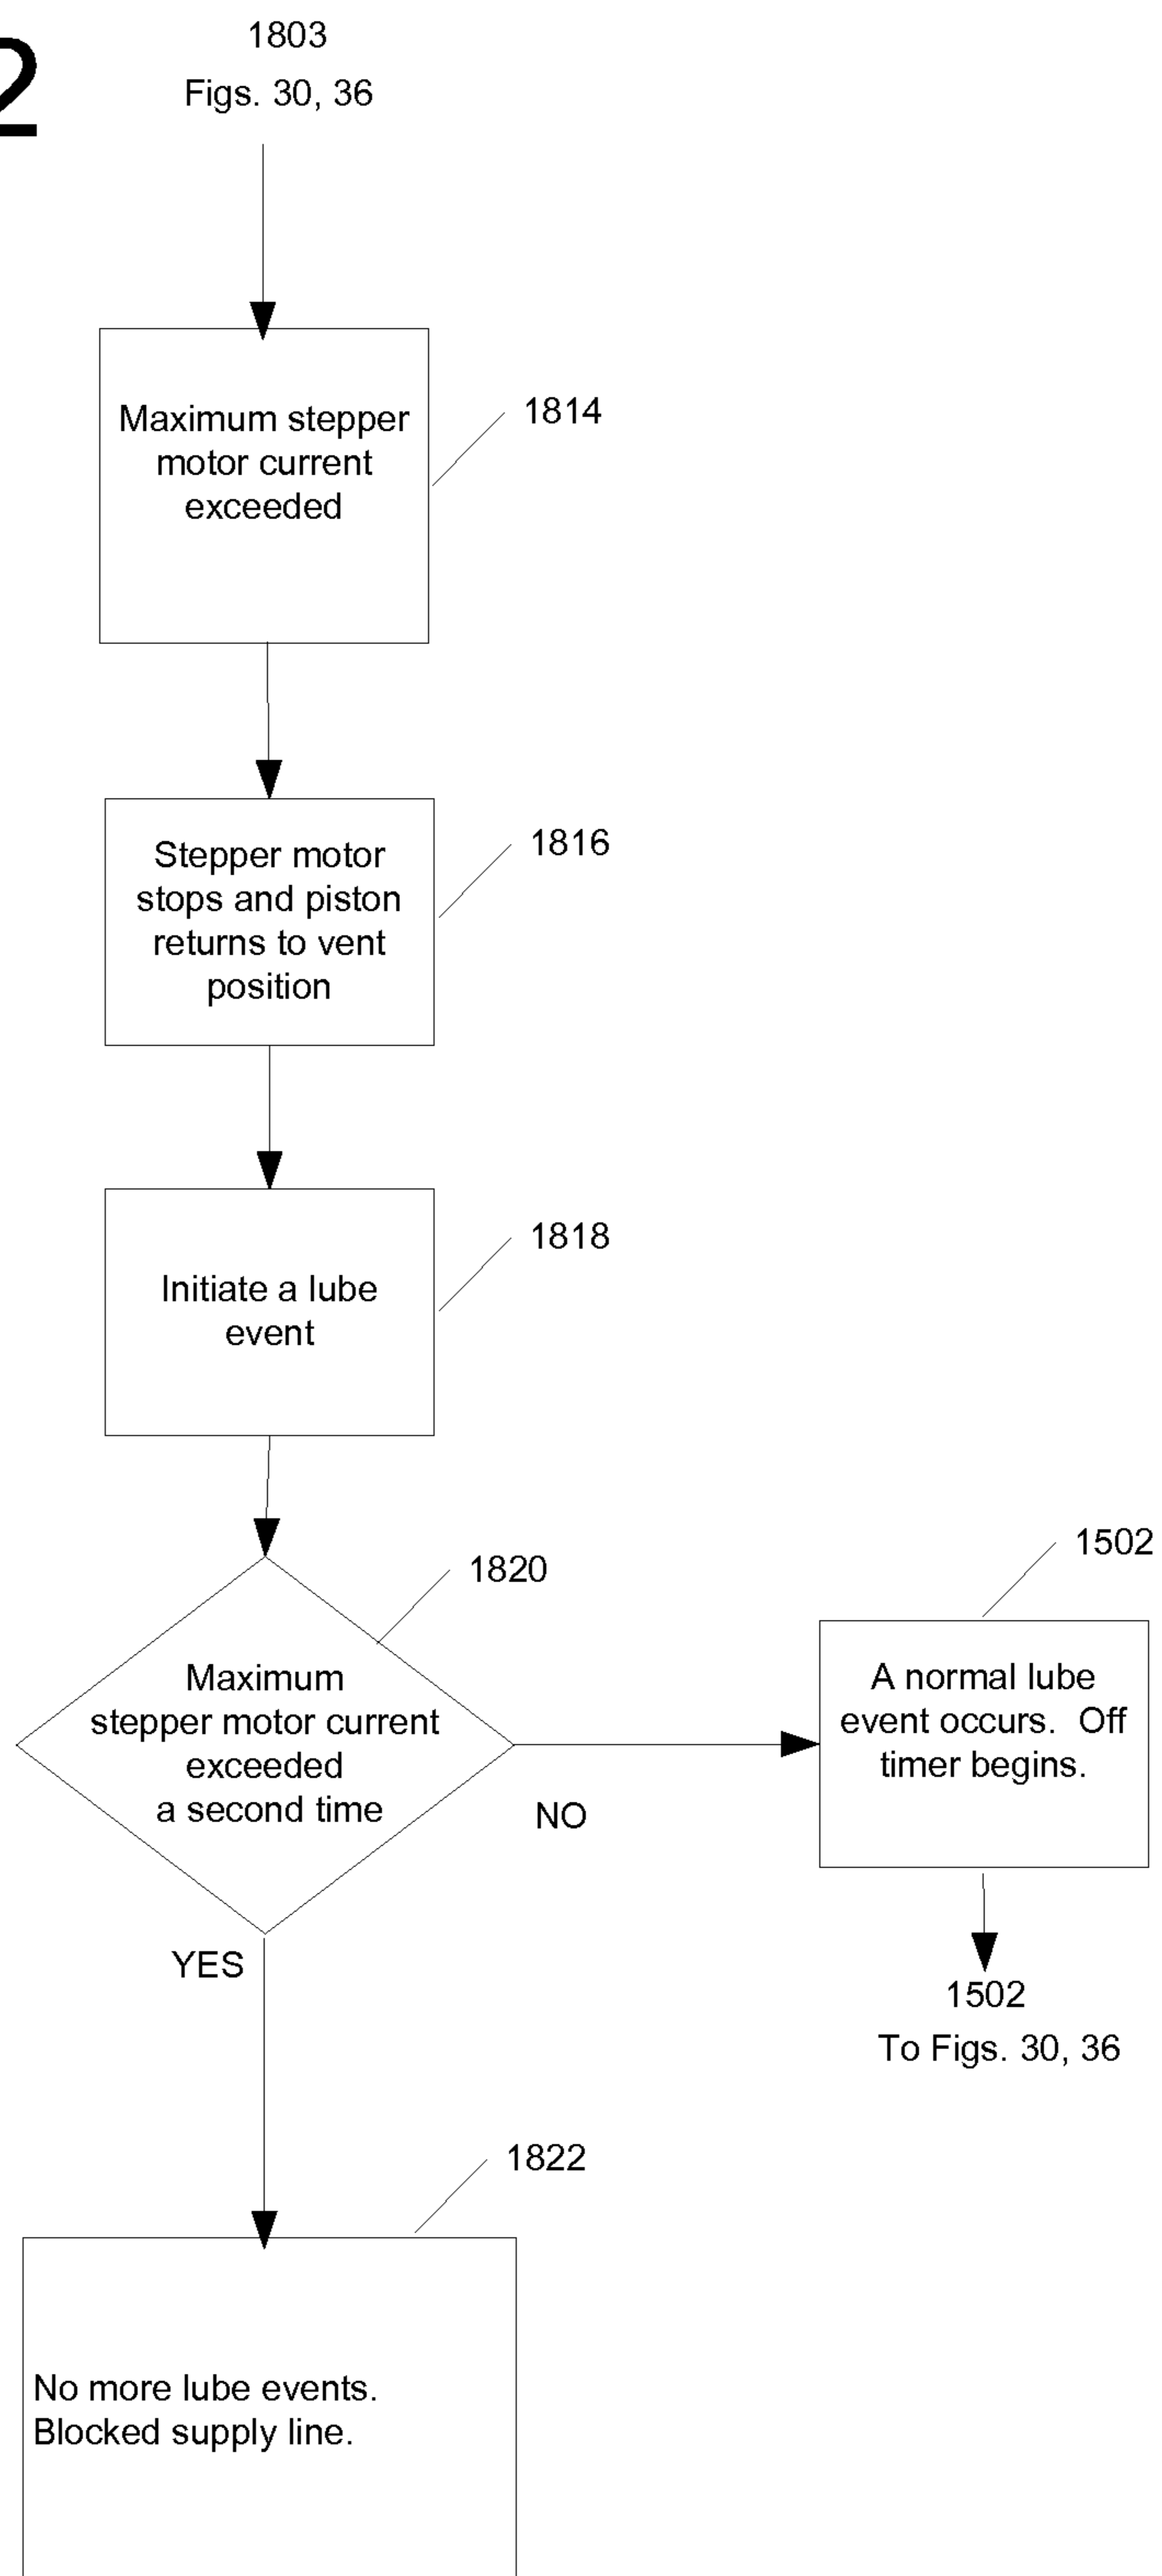 2
1803
Figs. 30, 36
Maximum stepper
motor current
exceeded
1814
Stepper motor
stops and piston
returns to vent
position
1816
Initiate a lube
event
1818
Maximum
stepper motor current
exceeded
a second time
1820
NO
YES
A normal lube
event occurs.  Off
timer begins.
1502
1502
To Figs. 30, 36
1822
No more lube events.
Blocked supply line.